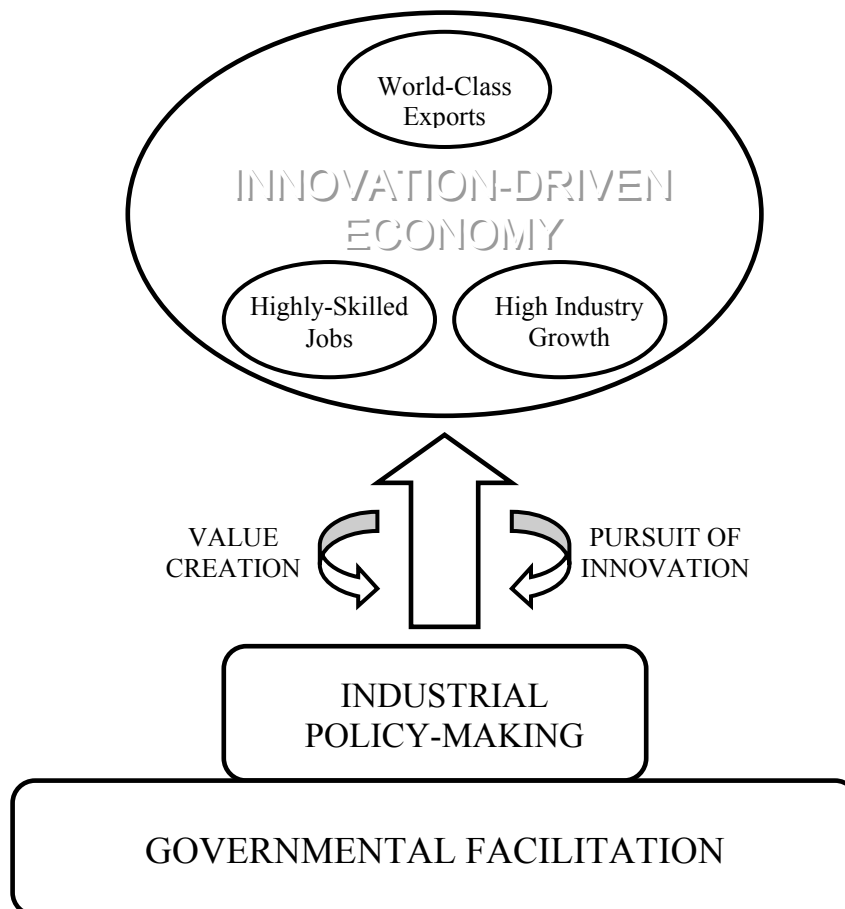 World-Class
Exports
INNOVATION-DRIVEN
ECONOMY
Highly-Skilled
Jobs
High Industry
Growth
VALUE
CREATION
PURSUIT OF
INNOVATION
INDUSTRIAL
POLICY-MAKING
GOVERNMENTAL FACILITATION